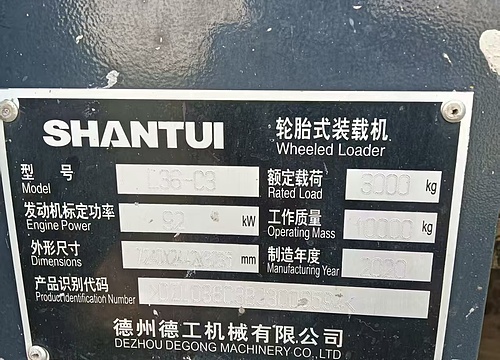 SHANTUI 轮胎式装载机
Wheeled Loader
型 号
Model
额定载荷 3000 kg
Rated Load
发动机标定功率 92 kW
Engine Power
工作质量 kg
Operating Mass
外形尺寸 mm
Dimensions
制造年度
Manufacturing Year
产品识别代码
Product Identification Number
德州德工机械有限公司
DEZHOU DEGONG MACHINERY CO.,LTD